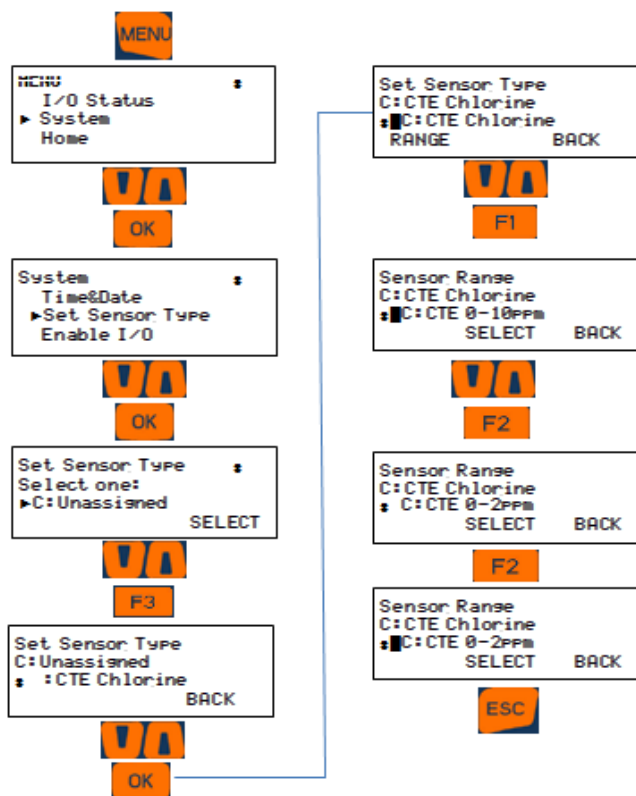 MENU
MENU
I/O Status
System
Home
OK
System
Time&Date
Set Sensor Type
Enable I/O
OK
Set Sensor Type
Select one:
C:Unassigned
SELECT
F3
Set Sensor Type
C:Unassigned
:CTE Chlorine
BACK
OK
Set Sensor Type
C:CTE Chlorine
C:CTE Chlorine
RANGE BACK
F1
Sensor Range
C:CTE Chlorine
C:CTE 0-10ppm
SELECT BACK
F2
Sensor Range
C:CTE Chlorine
C:CTE 0-2ppm
SELECT BACK
F2
Sensor Range
C:CTE Chlorine
C:CTE 0-2ppm
SELECT BACK
ESC